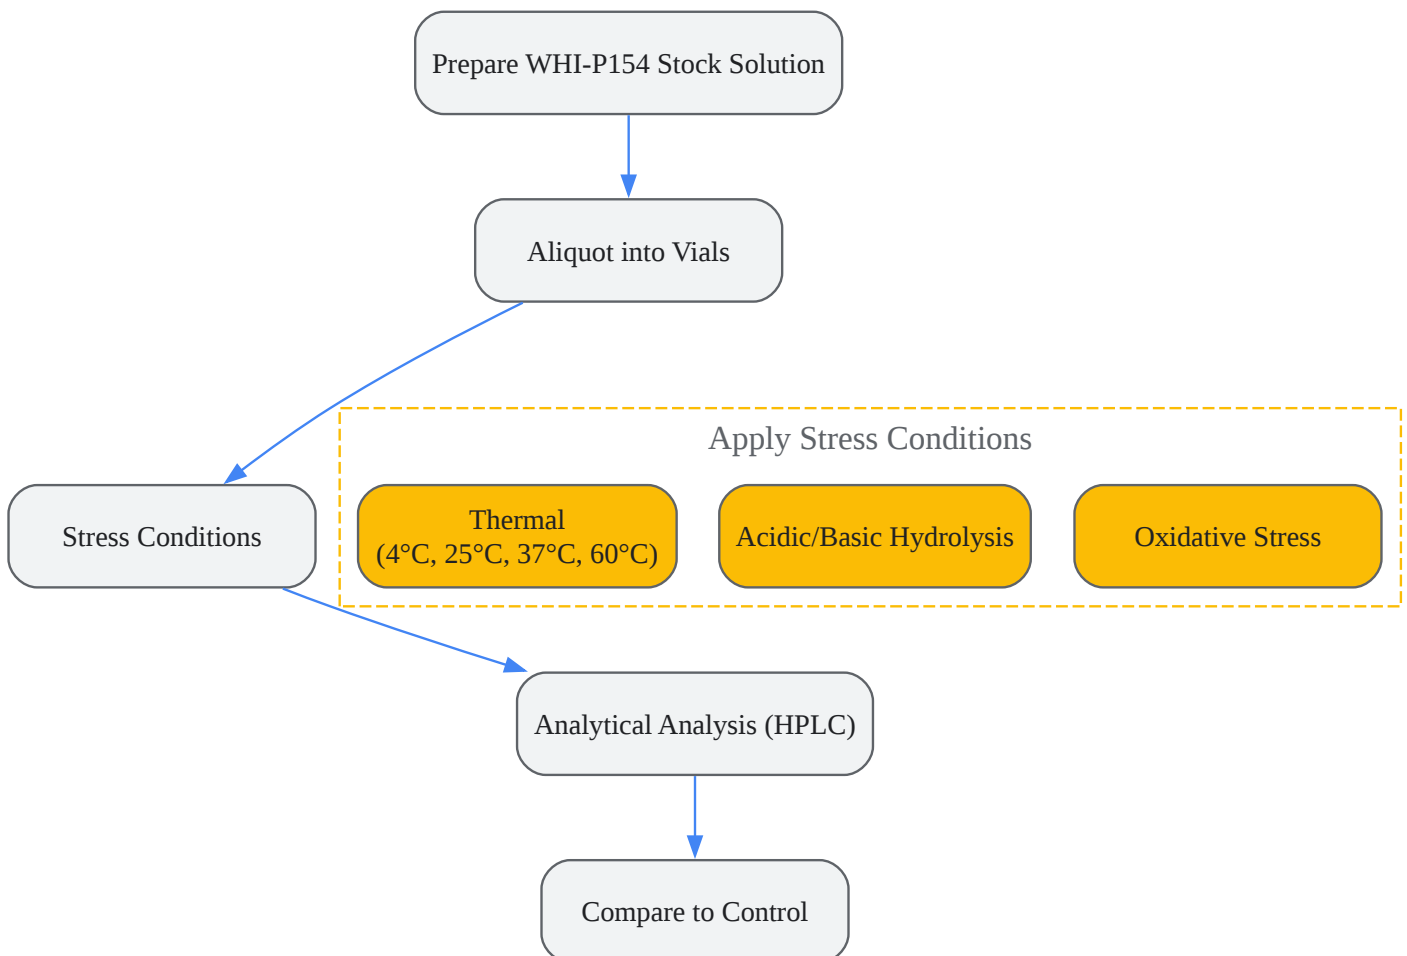 Prepare WHI-P154 Stock Solution
Aliquot into Vials
Apply Stress Conditions
Stress Conditions
Thermal
(4°C, 25°C, 37°C, 60°C)
Acidic/Basic Hydrolysis
Oxidative Stress
Analytical Analysis (HPLC)
Compare to Control